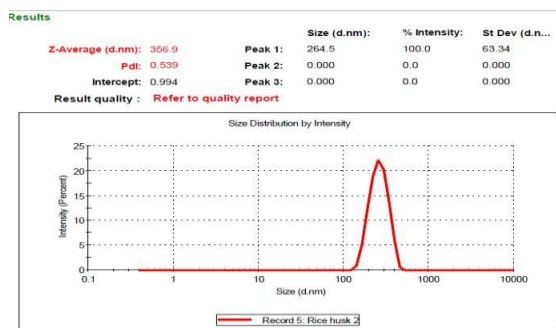 Results
Size (d.nm): % Intensity: St Dev (d.n...
Z-Average (d.nm): 356.9 Peak 1: 264.5 100.0 63.34
PdI: 0.539 Peak 2: 0.000 0.0 0.000
Intercept: 0.994 Peak 3: 0.000 0.0 0.000
Result quality : Refer to quality report
Size Distribution by Intensity
Intensity (Percent)
25
20
15
10
5
0
0.1 1 10 100 1000 10000
Size (d.nm)
Record 5: Rice husk 2